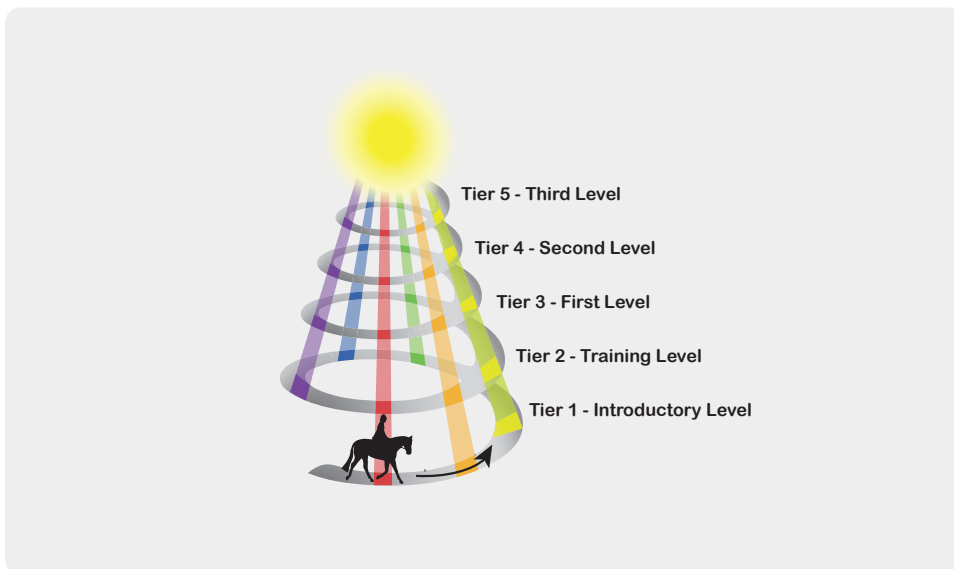 Tier 5 - Third Level
Tier 4 - Second Level
Tier 3 - First Level
Tier 2 - Training Level
Tier 1 - Introductory Level